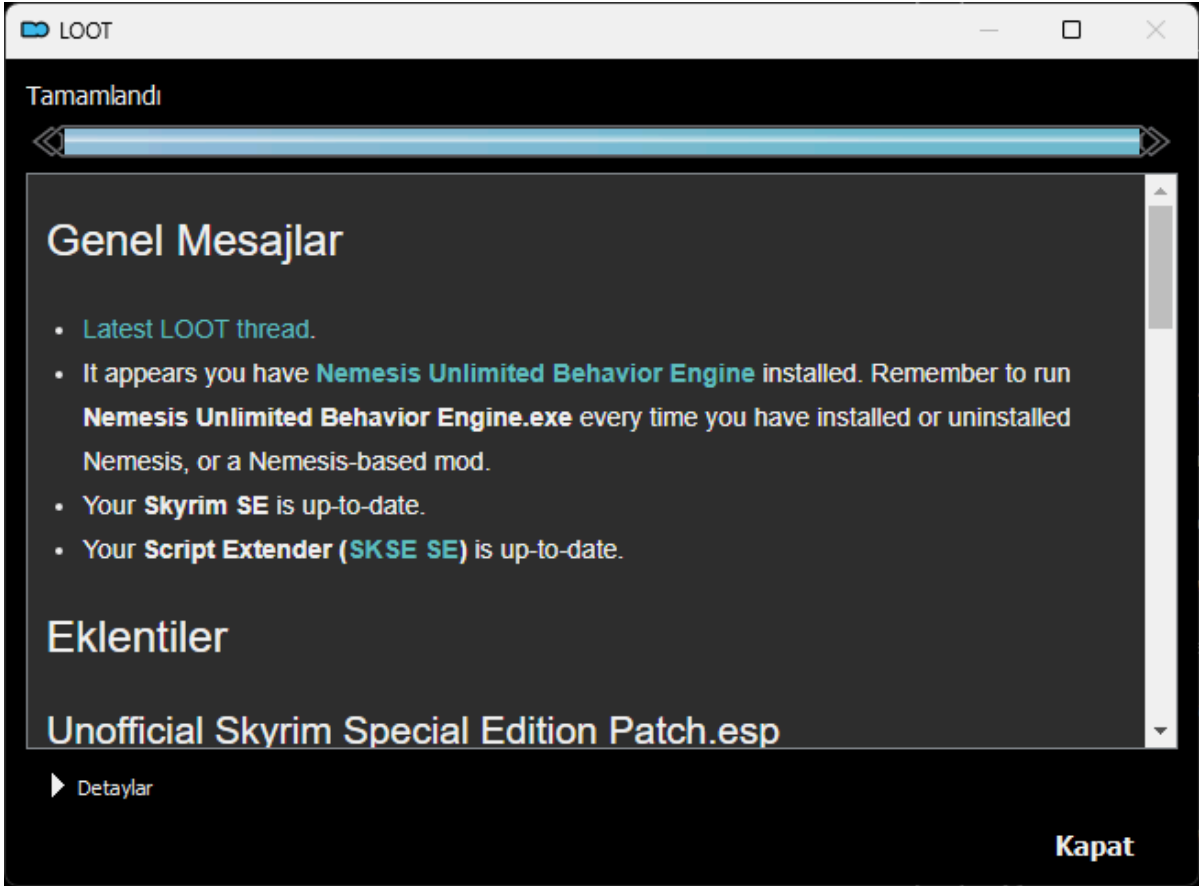 LOOT
Tamamlandı
Genel Mesajlar
Latest LOOT thread.
It appears you have Nemesis Unlimited Behavior Engine installed. Remember to run
Nemesis Unlimited Behavior Engine.exe every time you have installed or uninstalled
Nemesis, or a Nemesis-based mod.
Your Skyrim SE is up-to-date.
Your Script Extender (SKSE SE) is up-to-date.
Eklentiler
Unofficial Skyrim Special Edition Patch.esp
Detaylar
Kapat